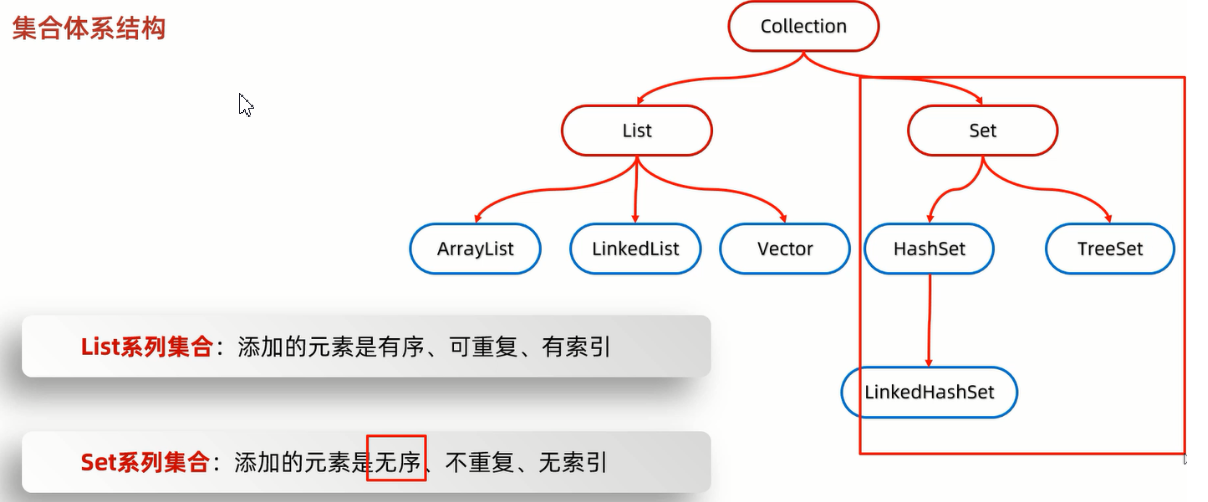 集合体系结构
Collection
List
Set
ArrayList
LinkedList
Vector
HashSet
TreeSet
LinkedHashSet
List系列集合：添加的元素是有序、可重复、有索引
Set系列集合：添加的元素是无序、不重复、无索引